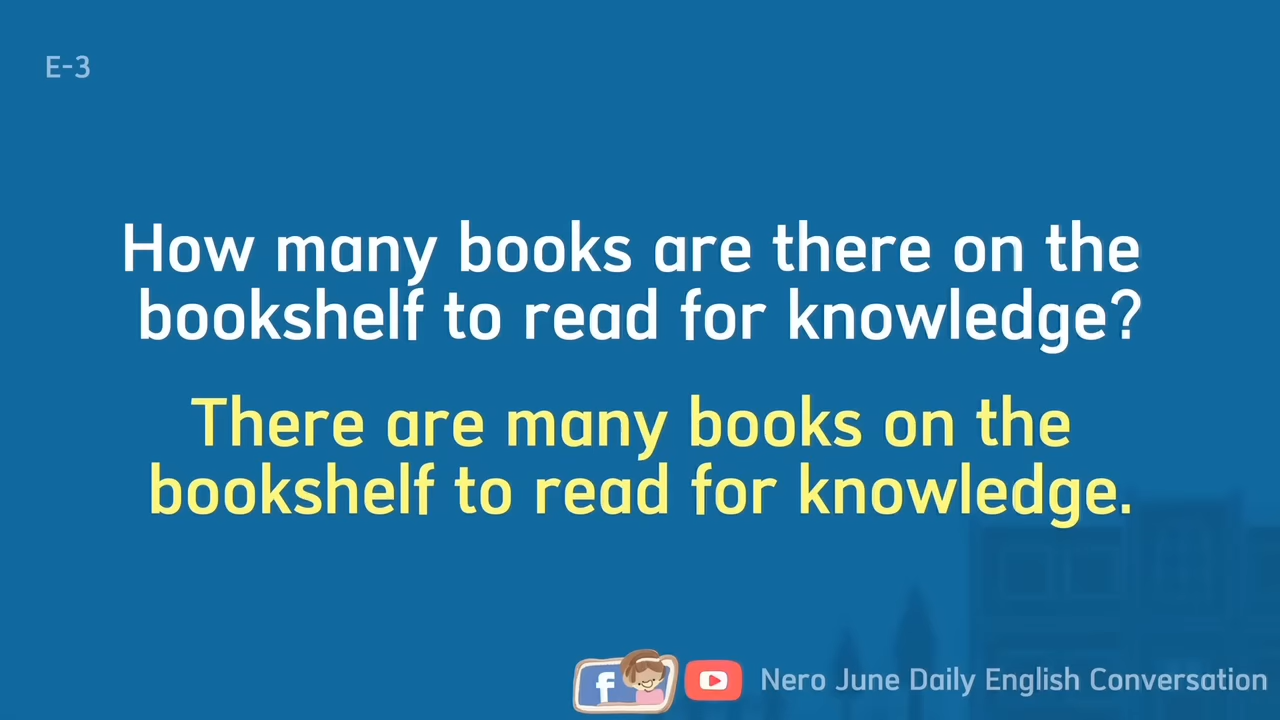 E-3
How many books are there on the
bookshelf to read for knowledge?
There are many books on the
bookshelf to read for knowledge.
f
Nero June Daily English Conversation